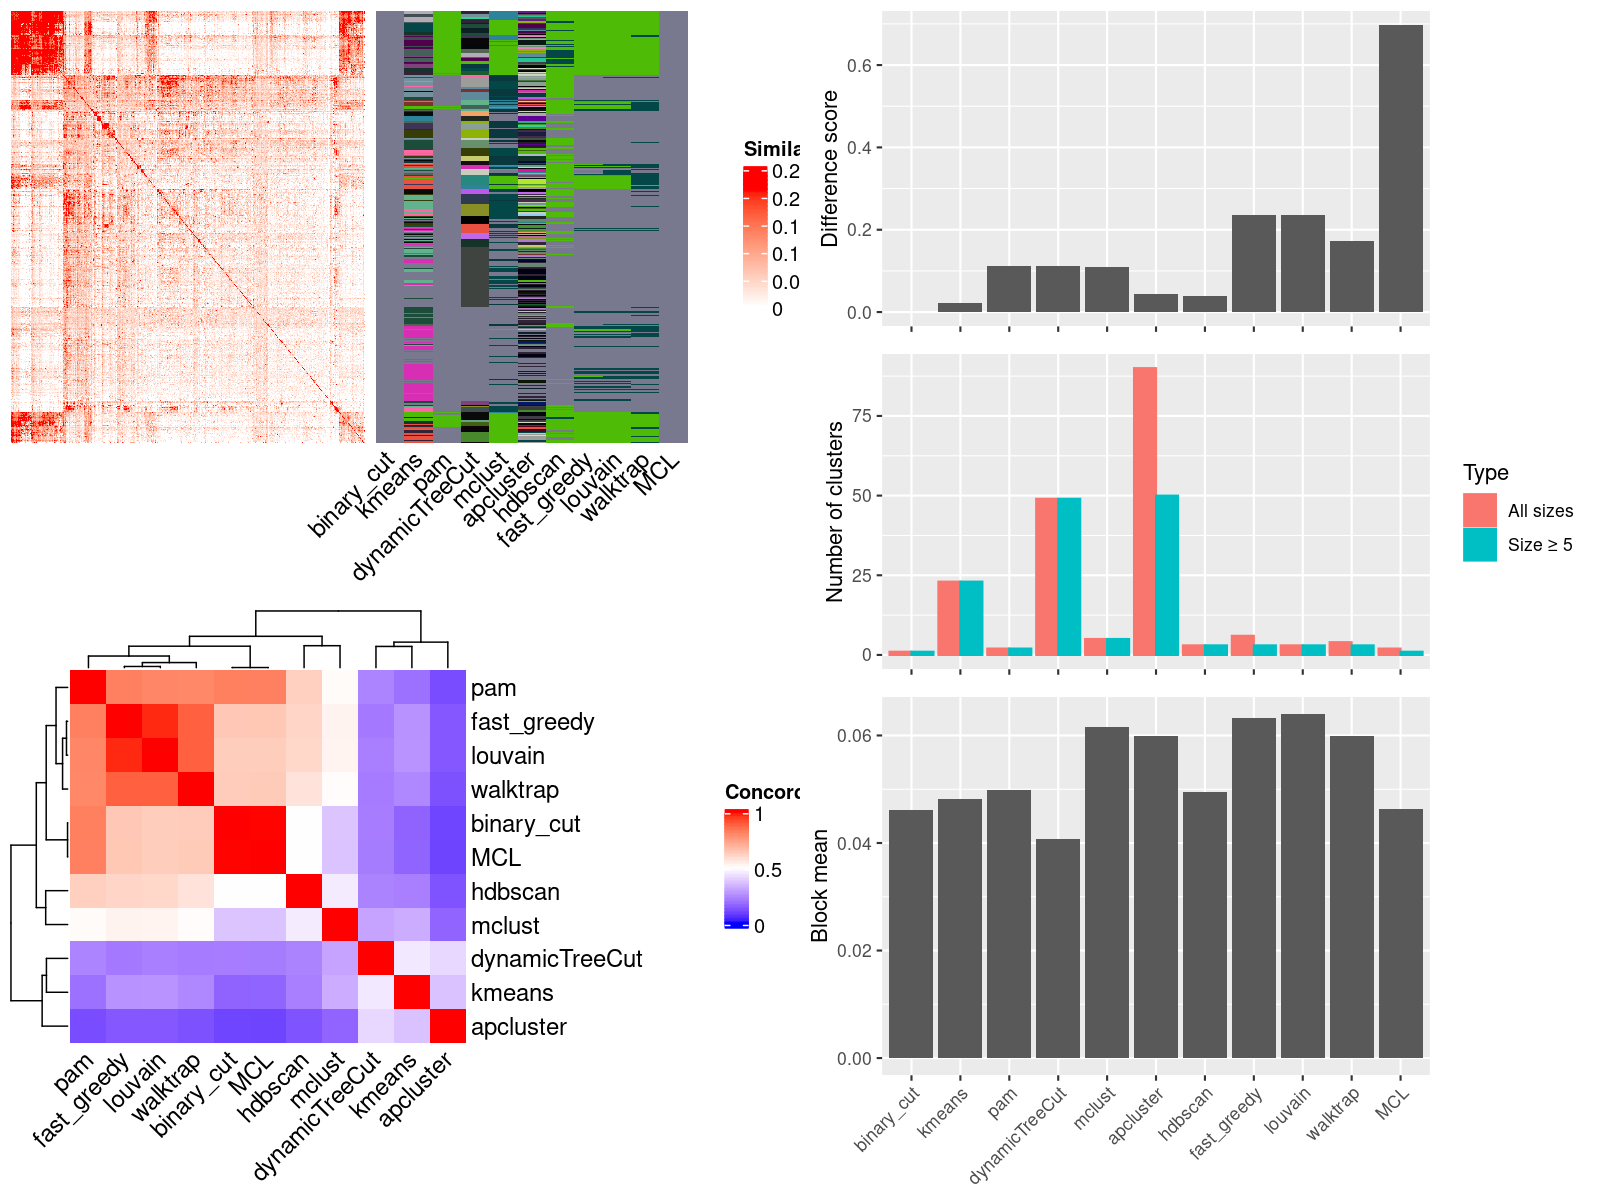 Simila
0.2
0.2
0.1
0.1
0.0
0
binary_cut
kmeans
pam
dynamicTreeCut
mclust
apcluster
hdbscan
fast_greedy
louvain
walktrap
MCL
pam
fast_greedy
louvain
walktrap
binary_cut
MCL
hdbscan
mclust
dynamicTreeCut
kmeans
apcluster
pam
fast_greedy
louvain
walktrap
binary_cut
MCL
hdbscan
mclust
dynamicTreeCut
kmeans
apcluster
Concord
1
0.5
0
Difference score
0.6
0.4
0.2
0.0
Number of clusters
75
50
25
0
Type
All sizes
Size ≥ 5
Block mean
0.06
0.04
0.02
0.00
binary_cut
kmeans
pam
dynamicTreeCut
mclust
apcluster
hdbscan
fast_greedy
louvain
walktrap
MCL